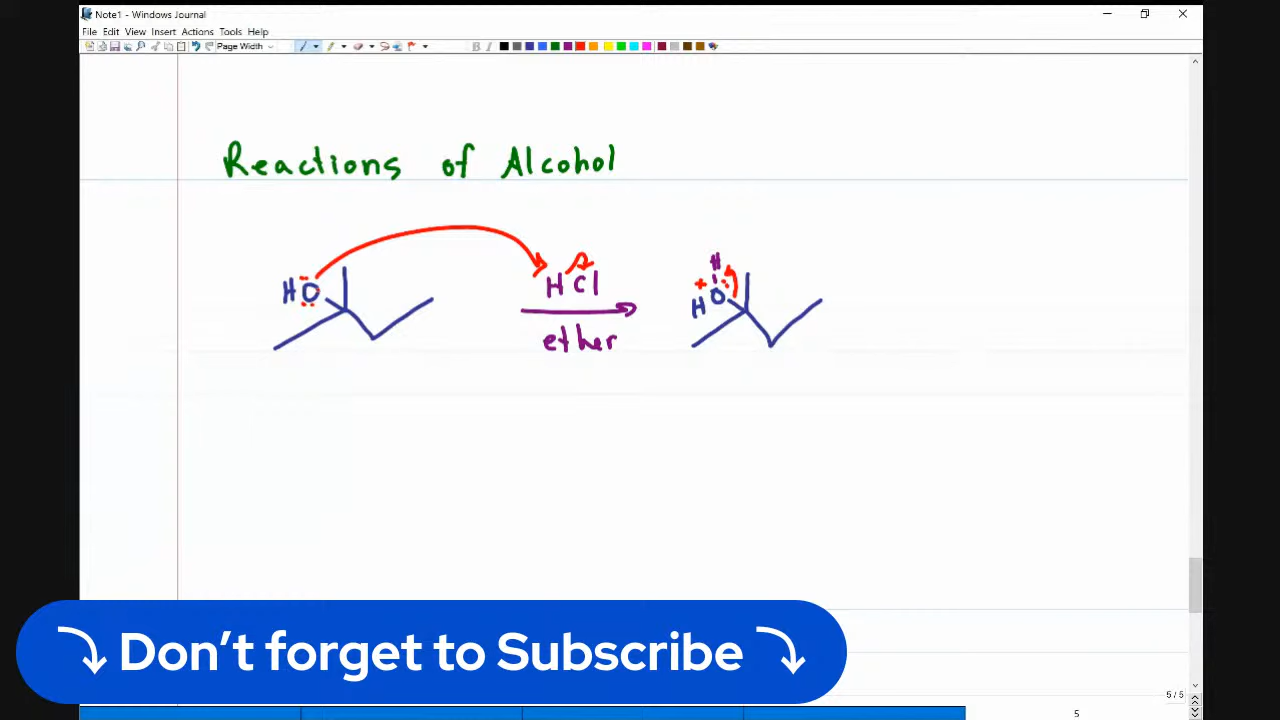 Note1 - Windows Journal
File Edit View Insert Actions Tools Help
Page Width
B I
Reactions of Alcohol
HO
HCl
ether
H
+
H O
5 / 5
Don't forget to Subscribe
5